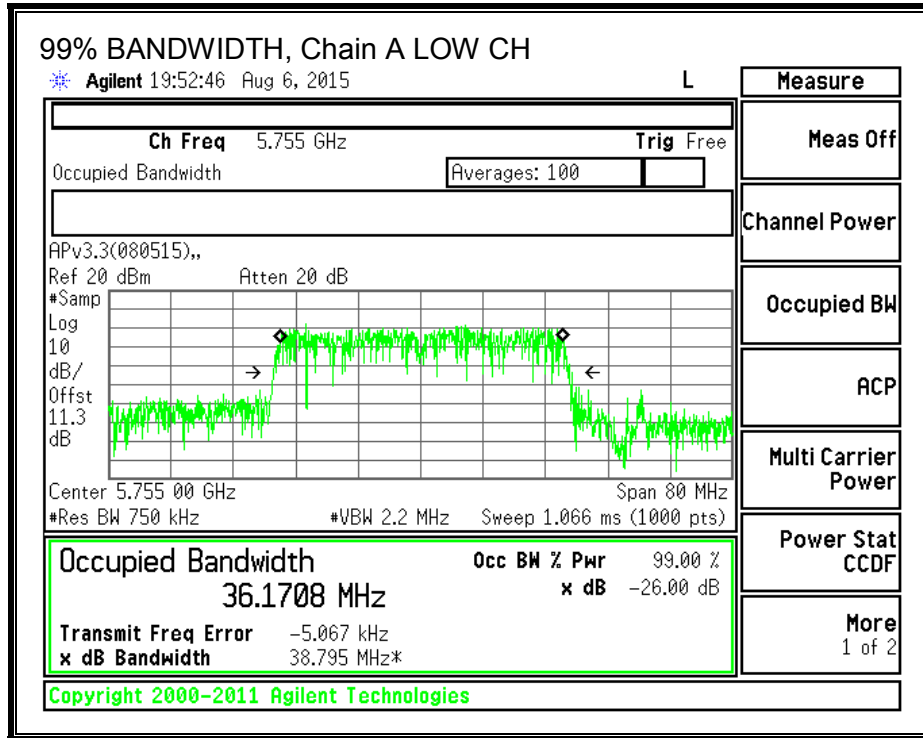 99% BANDWIDTH, Chain A LOW CH
Agilent 19:52:46 Aug 6, 2015 L
Measure
Ch Freq 5.755 GHz Trig Free
Meas Off
Occupied Bandwidth Averages: 100
Channel Power
APv3.3(080515),,
Ref 20 dBm Atten 20 dB
#Samp
Log
10
dB/
Offst
11.3
dB
Occupied BW
ACP
Center 5.755 00 GHz Span 80 MHz
#Res BW 750 kHz #VBW 2.2 MHz Sweep 1.066 ms (1000 pts)
Multi Carrier
Power
Occupied Bandwidth Occ BW % Pwr 99.00 %
36.1708 MHz x dB -26.00 dB
Transmit Freq Error -5.067 kHz
x dB Bandwidth 38.795 MHz*
Power Stat
CCDF
More
1 of 2
Copyright 2000-2011 Agilent Technologies